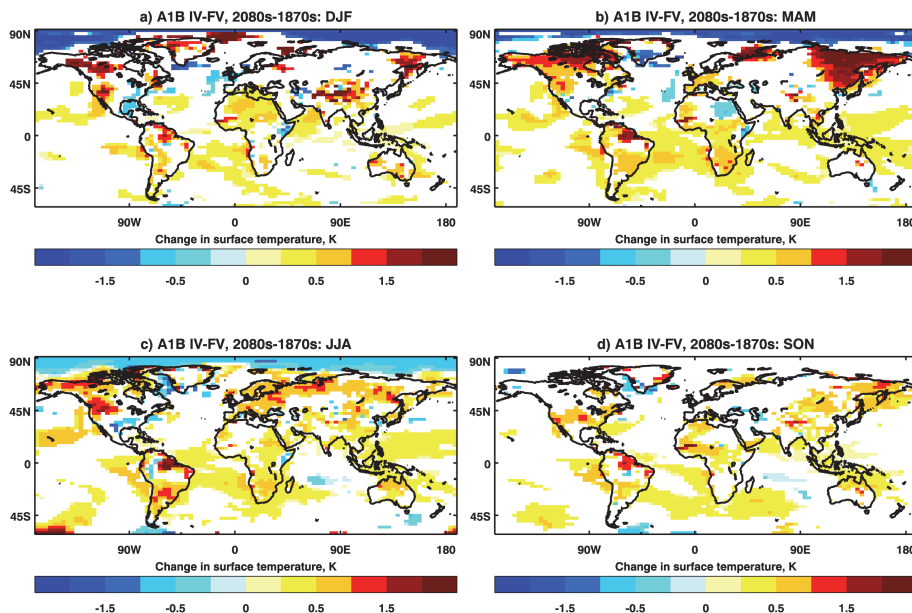 a) A1B IV-FV, 2080s-1870s: DJF
90N
45N
0
45S
90W 0 90E 180
Change in surface temperature, K
-1.5 -0.5 0 0.5 1.5
b) A1B IV-FV, 2080s-1870s: MAM
90N
45N
0
45S
90W 0 90E 180
Change in surface temperature, K
-1.5 -0.5 0 0.5 1.5
c) A1B IV-FV, 2080s-1870s: JJA
90N
45N
0
45S
90W 0 90E 180
Change in surface temperature, K
-1.5 -0.5 0 0.5 1.5
d) A1B IV-FV, 2080s-1870s: SON
90N
45N
0
45S
90W 0 90E 180
Change in surface temperature, K
-1.5 -0.5 0 0.5 1.5